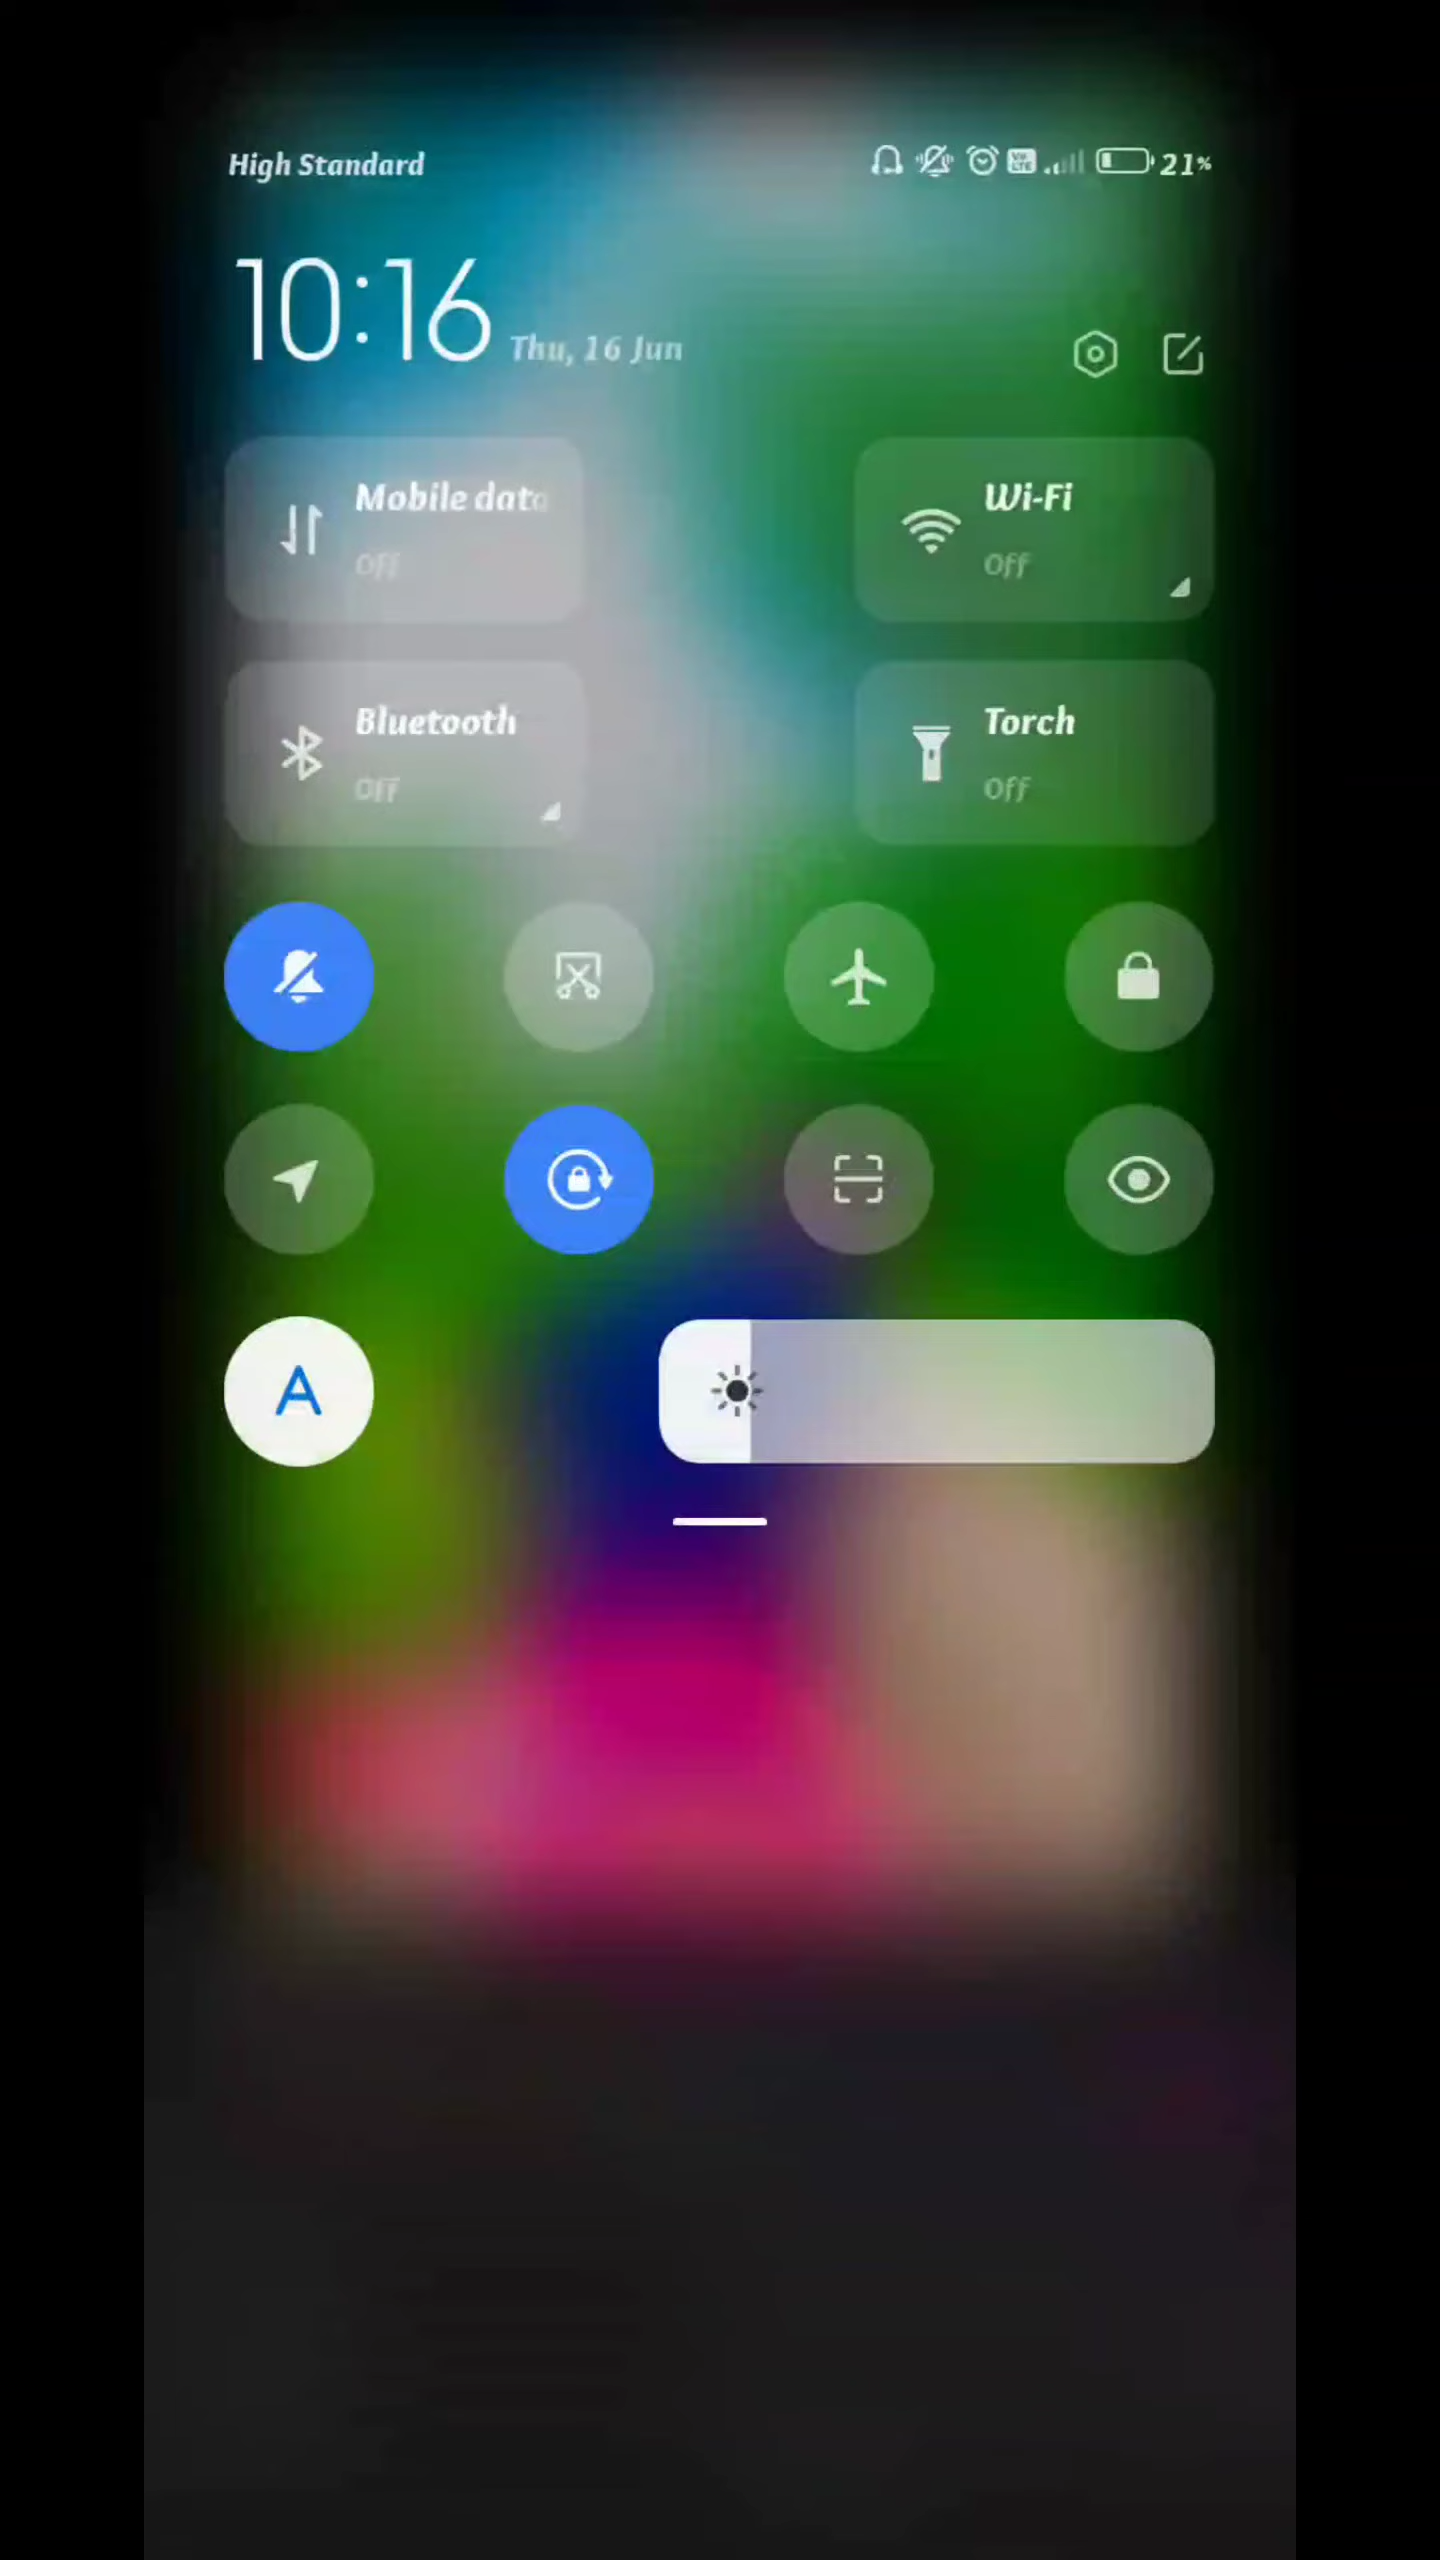 High Standard
21%
10:16 Thu, 16 Jun
Mobile data
Off
Wi-Fi
Off
Bluetooth
Off
Torch
Off
A